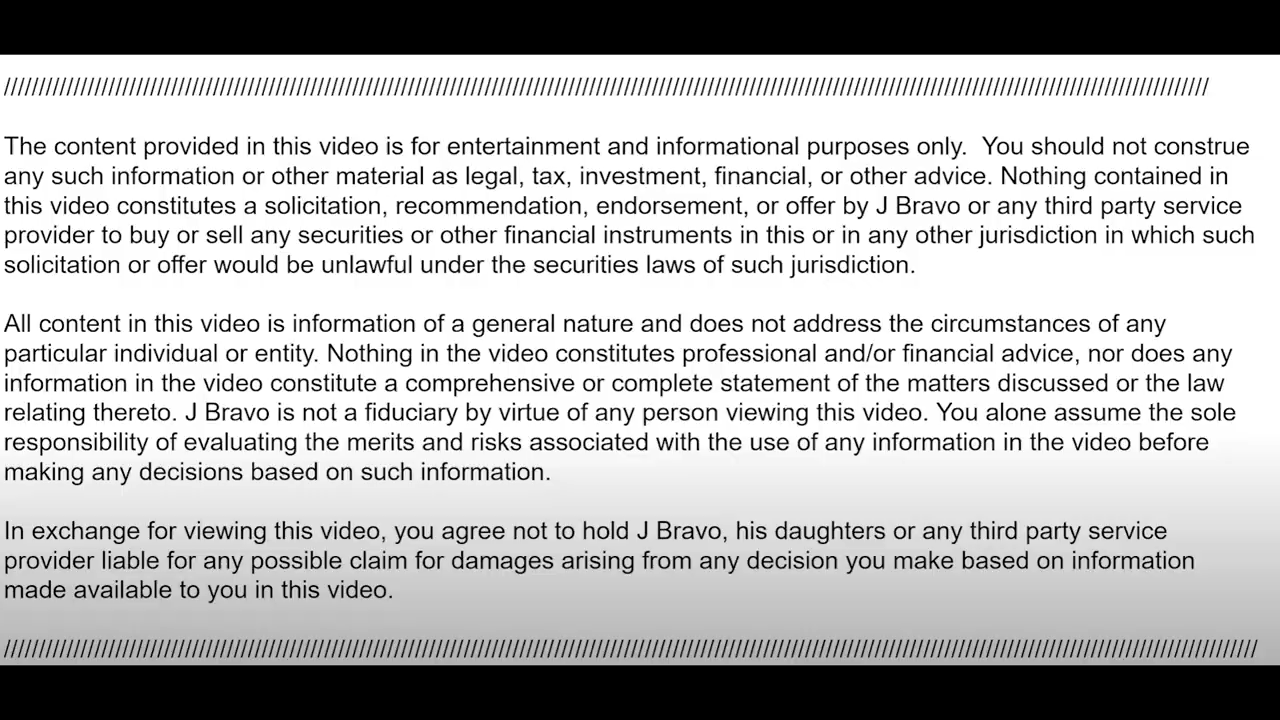 ////////////////////////////////////////////////////////////////////////////////////////////////////////////////////////////////////////////////////////////////////////////////
The content provided in this video is for entertainment and informational purposes only.  You should not construe
any such information or other material as legal, tax, investment, financial, or other advice. Nothing contained in
this video constitutes a solicitation, recommendation, endorsement, or offer by J Bravo or any third party service
provider to buy or sell any securities or other financial instruments in this or in any other jurisdiction in which such
solicitation or offer would be unlawful under the securities laws of such jurisdiction.
All content in this video is information of a general nature and does not address the circumstances of any
particular individual or entity. Nothing in the video constitutes professional and/or financial advice, nor does any
information in the video constitute a comprehensive or complete statement of the matters discussed or the law
relating thereto. J Bravo is not a fiduciary by virtue of any person viewing this video. You alone assume the sole
responsibility of evaluating the merits and risks associated with the use of any information in the video before
making any decisions based on such information.
In exchange for viewing this video, you agree not to hold J Bravo, his daughters or any third party service
provider liable for any possible claim for damages arising from any decision you make based on information
made available to you in this video.
///////////////////////////////////////////////////////////////////////////////////////////////////////////////////////////////////////////////////////////////////////////////////////